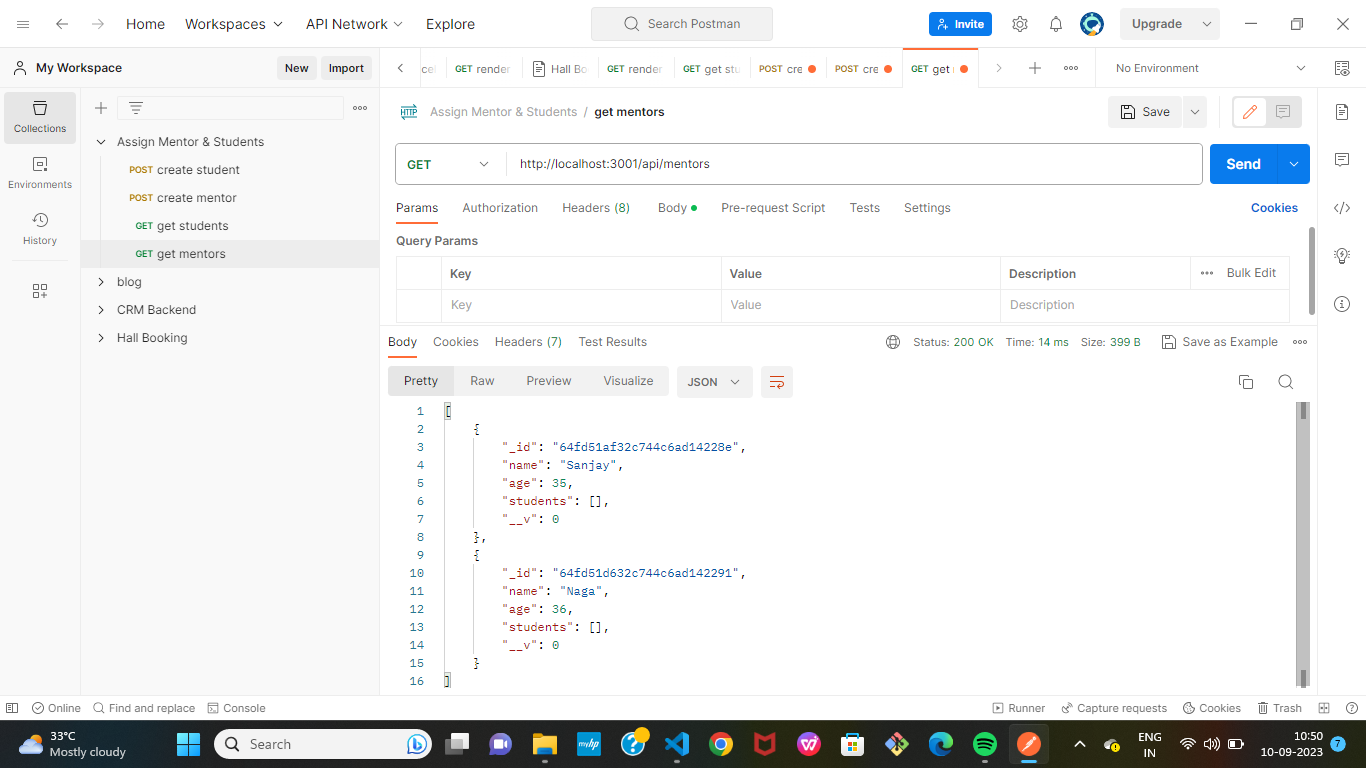 Home Workspaces API Network Explore Search Postman Invite Upgrade
My Workspace New Import
GET render Hall Bo GET render GET get stu POST cre POST cre GET get No Environment
Collections
Environments
History
Assign Mentor & Students
POST create student
POST create mentor
GET get students
GET get mentors
blog
CRM Backend
Hall Booking
HTTP Assign Mentor & Students / get mentors Save
GET http://localhost:3001/api/mentors Send
Params Authorization Headers (8) Body Pre-request Script Tests Settings Cookies
Query Params
Key Value Description Bulk Edit
Key Value Description
Body Cookies Headers (7) Test Results Status: 200 OK Time: 14 ms Size: 399 B Save as Example
Pretty Raw Preview Visualize JSON
1 [
2 {
3 "_id": "64fd51af32c744c6ad14228e",
4 "name": "Sanjay",
5 "age": 35,
6 "students": [],
7 "__v": 0
8 },
9 {
10 "_id": "64fd51d632c744c6ad142291",
11 "name": "Naga",
12 "age": 36,
13 "students": [],
14 "__v": 0
15 }
16 ]
Online Find and replace Console Runner Capture requests Cookies Trash
33°C
Mostly cloudy
Search
myhp
ENG
IN
10:50
10-09-2023
7